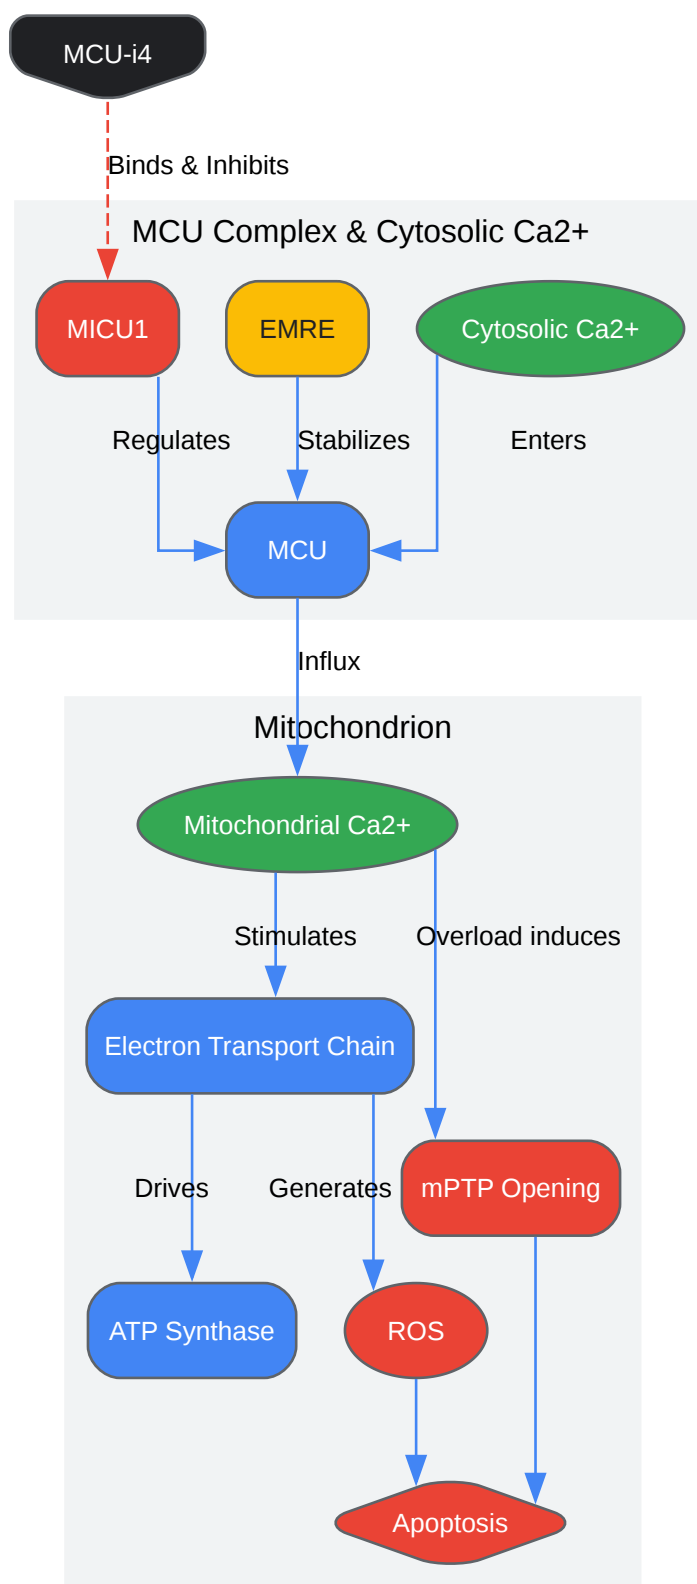 MCU-i4
Binds & Inhibits
MCU Complex & Cytosolic Ca2+
MICU1
EMRE
Cytosolic Ca2+
Regulates
Stabilizes
Enters
MCU
Influx
Mitochondrion
Mitochondrial Ca2+
Stimulates
Overload induces
Electron Transport Chain
Drives
Generates
mPTP Opening
ATP Synthase
ROS
Apoptosis